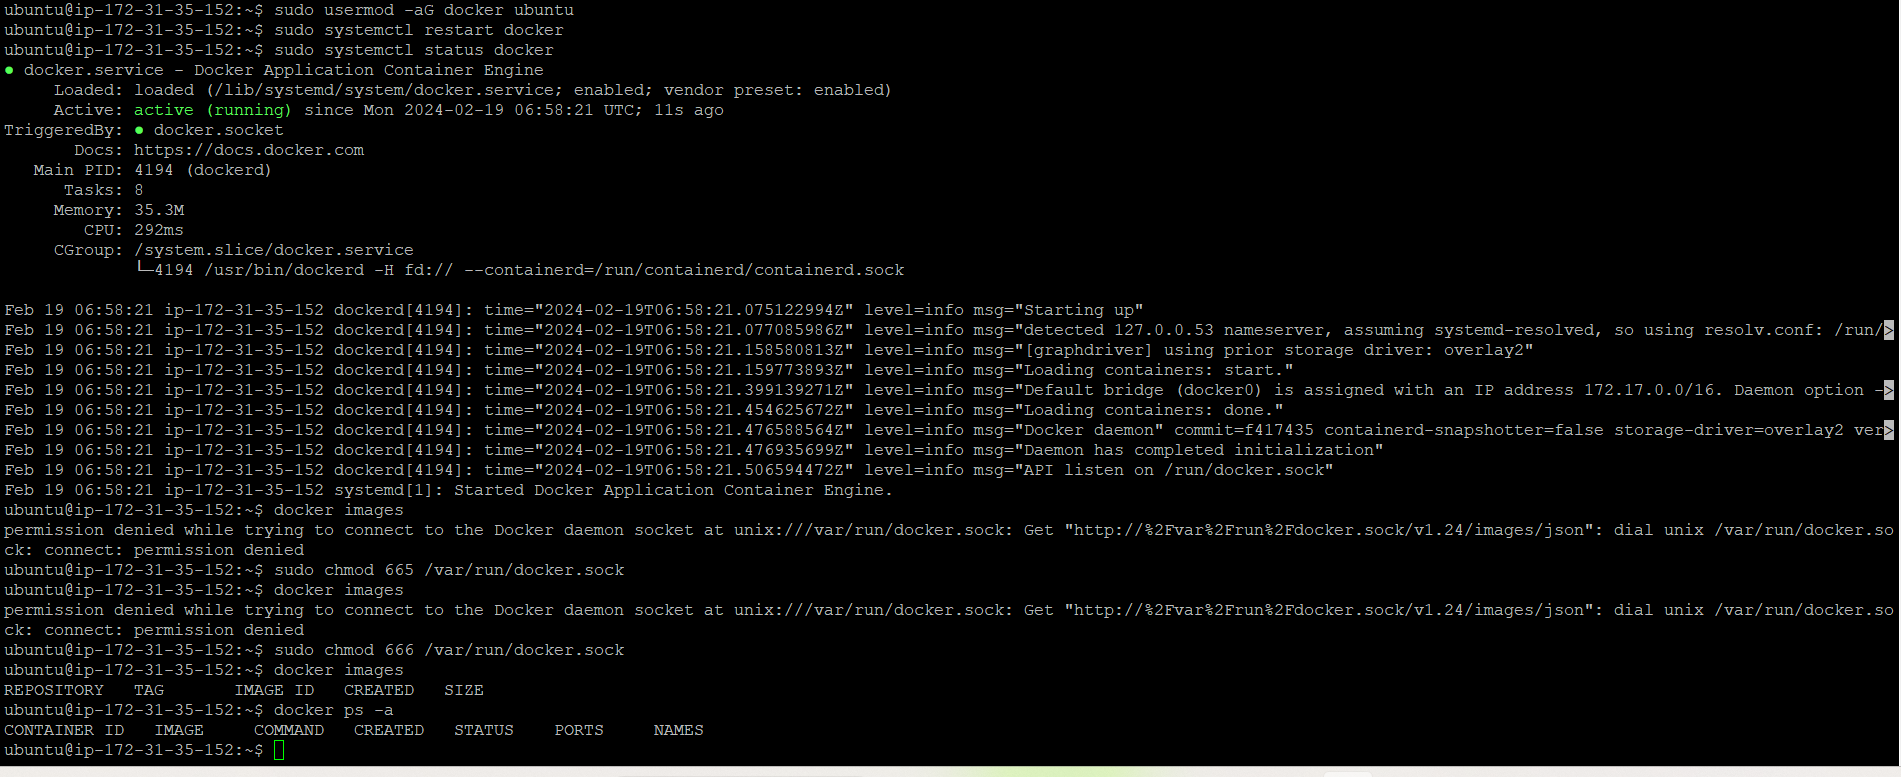 ubuntu@ip-172-31-35-152:~$ sudo usermod -aG docker ubuntu
ubuntu@ip-172-31-35-152:~$ sudo systemctl restart docker
ubuntu@ip-172-31-35-152:~$ sudo systemctl status docker
● docker.service - Docker Application Container Engine
     Loaded: loaded (/lib/systemd/system/docker.service; enabled; vendor preset: enabled)
     Active: active (running) since Mon 2024-02-19 06:58:21 UTC; 11s ago
TriggeredBy: ● docker.socket
       Docs: https://docs.docker.com
   Main PID: 4194 (dockerd)
      Tasks: 8
     Memory: 35.3M
        CPU: 292ms
     CGroup: /system.slice/docker.service
             └─4194 /usr/bin/dockerd -H fd:// --containerd=/run/containerd/containerd.sock
Feb 19 06:58:21 ip-172-31-35-152 dockerd[4194]: time="2024-02-19T06:58:21.075122994Z" level=info msg="Starting up"
Feb 19 06:58:21 ip-172-31-35-152 dockerd[4194]: time="2024-02-19T06:58:21.077085986Z" level=info msg="detected 127.0.0.53 nameserver, assuming systemd-resolved, so using resolv.conf: /run/>
Feb 19 06:58:21 ip-172-31-35-152 dockerd[4194]: time="2024-02-19T06:58:21.158580813Z" level=info msg="[graphdriver] using prior storage driver: overlay2"
Feb 19 06:58:21 ip-172-31-35-152 dockerd[4194]: time="2024-02-19T06:58:21.159773893Z" level=info msg="Loading containers: start."
Feb 19 06:58:21 ip-172-31-35-152 dockerd[4194]: time="2024-02-19T06:58:21.399139271Z" level=info msg="Default bridge (docker0) is assigned with an IP address 172.17.0.0/16. Daemon option ->
Feb 19 06:58:21 ip-172-31-35-152 dockerd[4194]: time="2024-02-19T06:58:21.454625672Z" level=info msg="Loading containers: done."
Feb 19 06:58:21 ip-172-31-35-152 dockerd[4194]: time="2024-02-19T06:58:21.476588564Z" level=info msg="Docker daemon" commit=f417435 containerd-snapshotter=false storage-driver=overlay2 ver>
Feb 19 06:58:21 ip-172-31-35-152 dockerd[4194]: time="2024-02-19T06:58:21.476935699Z" level=info msg="Daemon has completed initialization"
Feb 19 06:58:21 ip-172-31-35-152 dockerd[4194]: time="2024-02-19T06:58:21.506594472Z" level=info msg="API listen on /run/docker.sock"
Feb 19 06:58:21 ip-172-31-35-152 systemd[1]: Started Docker Application Container Engine.
ubuntu@ip-172-31-35-152:~$ docker images
permission denied while trying to connect to the Docker daemon socket at unix:///var/run/docker.sock: Get "http://%2Fvar%2Frun%2Fdocker.sock/v1.24/images/json": dial unix /var/run/docker.so
ck: connect: permission denied
ubuntu@ip-172-31-35-152:~$ sudo chmod 665 /var/run/docker.sock
ubuntu@ip-172-31-35-152:~$ docker images
permission denied while trying to connect to the Docker daemon socket at unix:///var/run/docker.sock: Get "http://%2Fvar%2Frun%2Fdocker.sock/v1.24/images/json": dial unix /var/run/docker.so
ck: connect: permission denied
ubuntu@ip-172-31-35-152:~$ sudo chmod 666 /var/run/docker.sock
ubuntu@ip-172-31-35-152:~$ docker images
REPOSITORY   TAG       IMAGE ID   CREATED   SIZE
ubuntu@ip-172-31-35-152:~$ docker ps -a
CONTAINER ID   IMAGE     COMMAND   CREATED   STATUS    PORTS     NAMES
ubuntu@ip-172-31-35-152:~$